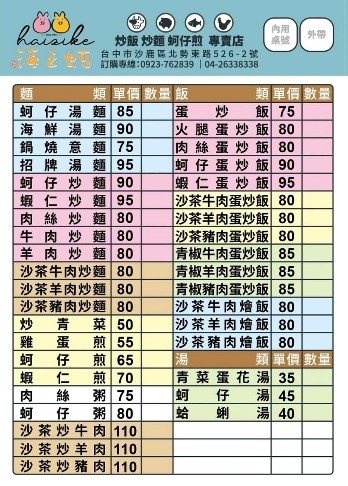 haisike
海之蚵
炒飯 炒麵 蚵仔煎 專賣店
台中市沙鹿區北勢東路526-2號
訂購專線:0923-762839 | 04-26338338
內用
桌號
外帶
麵類 單價 數量
蚵仔湯麵 85
海鮮湯麵 90
鍋燒意麵 75
招牌湯麵 95
蚵仔炒麵 90
蝦仁炒麵 95
肉絲炒麵 80
牛肉炒麵 80
羊肉炒麵 80
沙茶牛肉炒麵 80
沙茶羊肉炒麵 80
沙茶豬肉炒麵 80
炒青菜 50
雞蛋煎 55
蚵仔煎 65
蝦仁煎 70
肉絲粥 75
蚵仔粥 80
沙茶炒牛肉 110
沙茶炒羊肉 110
沙茶炒豬肉 110
飯類 單價 數量
蛋炒飯 75
火腿蛋炒飯 80
肉絲蛋炒飯 80
蚵仔蛋炒飯 90
蝦仁蛋炒飯 95
沙茶牛肉蛋炒飯 80
沙茶羊肉蛋炒飯 80
沙茶豬肉蛋炒飯 80
青椒牛肉蛋炒飯 85
青椒羊肉蛋炒飯 85
青椒豬肉蛋炒飯 85
沙茶牛肉燴飯 80
沙茶羊肉燴飯 80
沙茶豬肉燴飯 80
湯類 單價 數量
青菜蛋花湯 35
蚵仔湯 45
蛤蜊湯 40